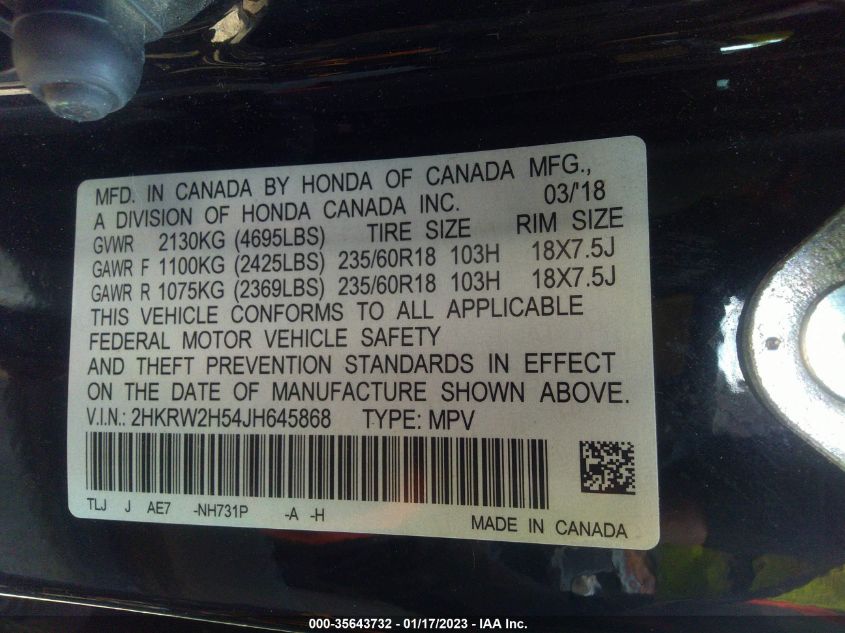 MFD. IN CANADA BY HONDA OF CANADA MFG.,
A DIVISION OF HONDA CANADA INC. 03/'18
GVWR 2130KG (4695LBS) TIRE SIZE RIM SIZE
GAWR F 1100KG (2425LBS) 235/60R18 103H 18X7.5J
GAWR R 1075KG (2369LBS) 235/60R18 103H 18X7.5J
THIS VEHICLE CONFORMS TO ALL APPLICABLE
FEDERAL MOTOR VEHICLE SAFETY
AND THEFT PREVENTION STANDARDS IN EFFECT
ON THE DATE OF MANUFACTURE SHOWN ABOVE.
V.I.N.: 2HKRW2H54JH645868 TYPE: MPV
TLJ J AE7 -NH731P -A -H
MADE IN CANADA
000-35643732 - 01/17/2023 - IAA Inc.